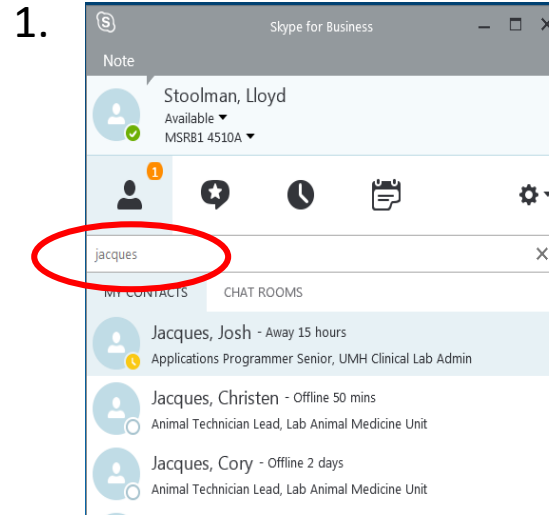 1.
Skype for Business
Note
Stoolman, Lloyd
Available
MSRB1 4510A
1
jacques
MY CONTACTS CHAT ROOMS
Jacques, Josh - Away 15 hours
Applications Programmer Senior, UMH Clinical Lab Admin
Jacques, Christen - Offline 50 mins
Animal Technician Lead, Lab Animal Medicine Unit
Jacques, Cory - Offline 2 days
Animal Technician Lead, Lab Animal Medicine Unit